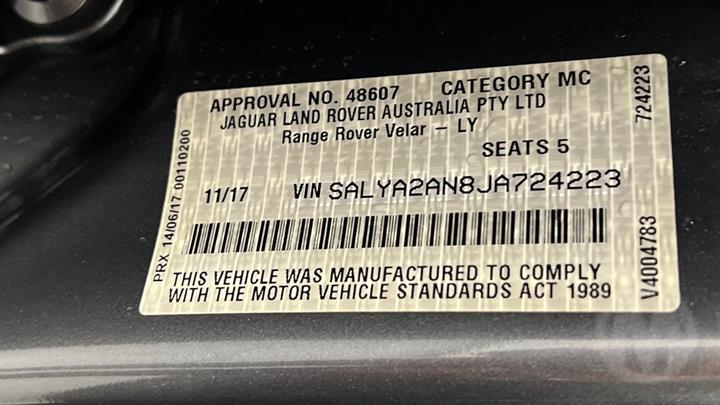 APPROVAL NO. 48607 CATEGORY MC
JAGUAR LAND ROVER AUSTRALIA PTY LTD
Range Rover Velar – LY
SEATS 5
11/17 VIN SALYA2AN8JA724223
THIS VEHICLE WAS MANUFACTURED TO COMPLY
WITH THE MOTOR VEHICLE STANDARDS ACT 1989
PRX 14/06/17 00110200
V4004783 724223